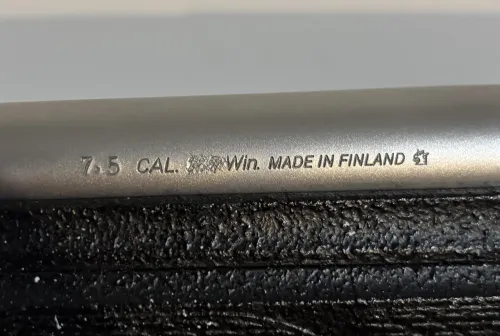 7.5 CAL. Win. MADE IN FINLAND